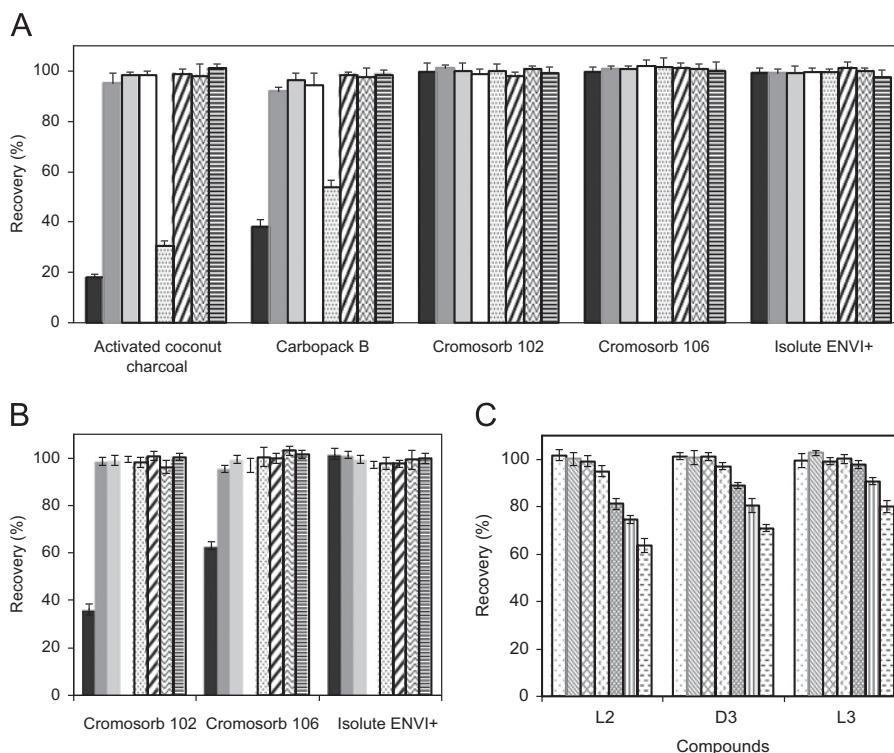 A
Recovery (%)
100
80
60
40
20
0
Activated coconut
charcoal
Carbopack B
Cromosorb 102
Cromosorb 106
Isolute ENVI+
B
Recovery (%)
100
80
60
40
20
0
Cromosorb 102
Cromosorb 106
Isolute ENVI+
C
Recovery (%)
100
80
60
40
20
0
L2
D3
L3
Compounds